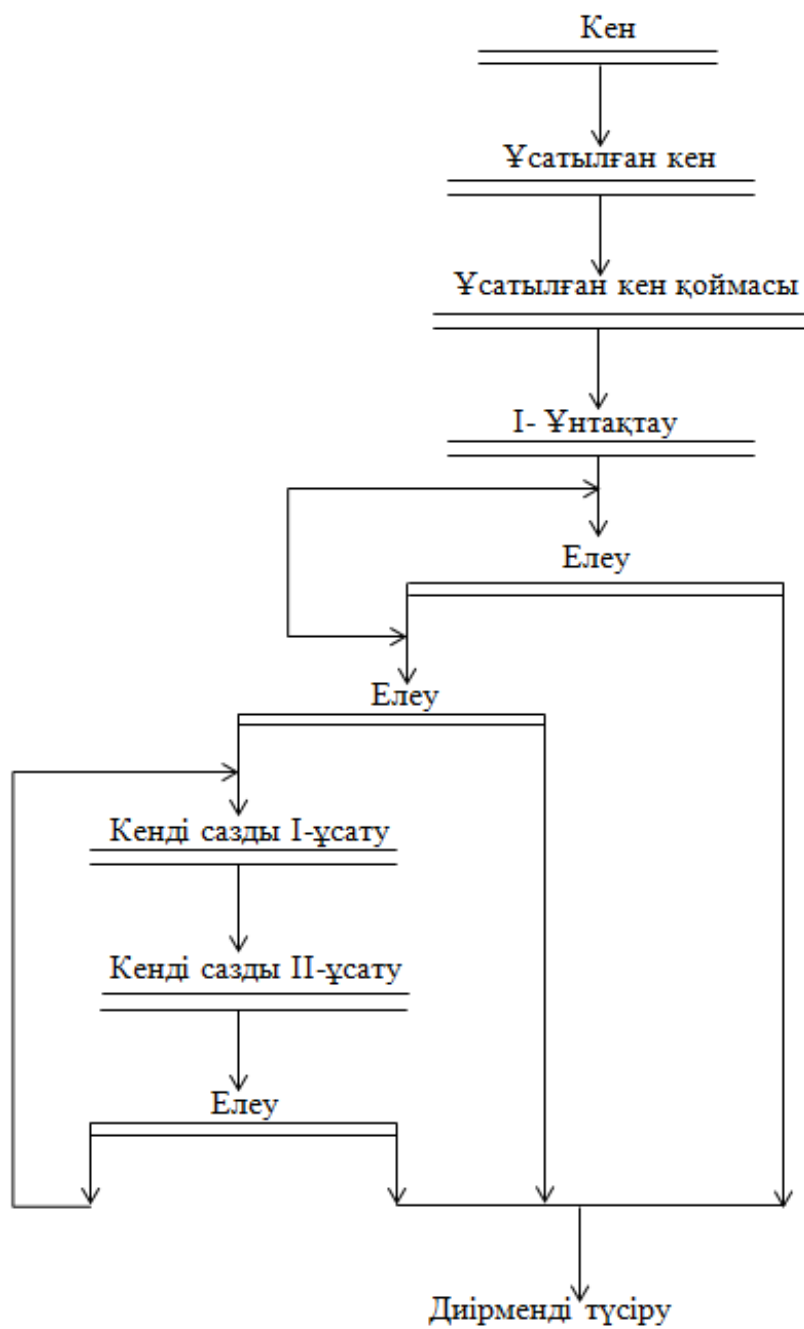 Кен
Ұсатылған кен
Ұсатылған кен қоймасы
I- Ұнтақтау
Елеу
Елеу
Кенді сазды I-ұсату
Кенді сазды II-ұсату
Елеу
Диірменді түсіру